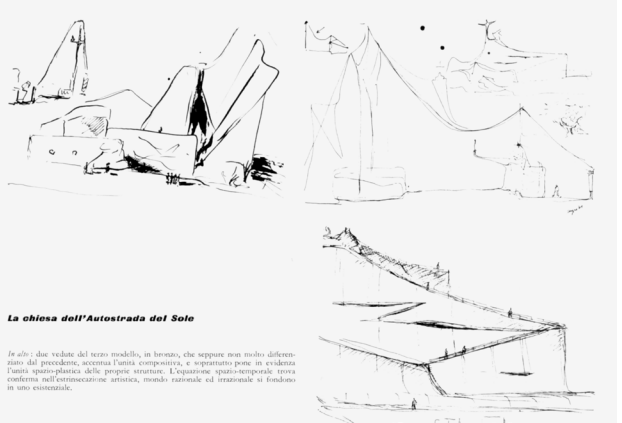 La chiesa dell'Autostrada del Sole
In alto : due vedute del terzo modello, in bronzo, che seppure non molto differen-
ziato dal precedente, accentua l'unità compositiva, e soprattutto pone in evidenza
l'unità spazio-plastica delle proprie strutture. L'equazione spazio-temporale trova
conferma nell'estrinsecazione artistica, mondo razionale ed irrazionale si fondono
in uno esistenziale.